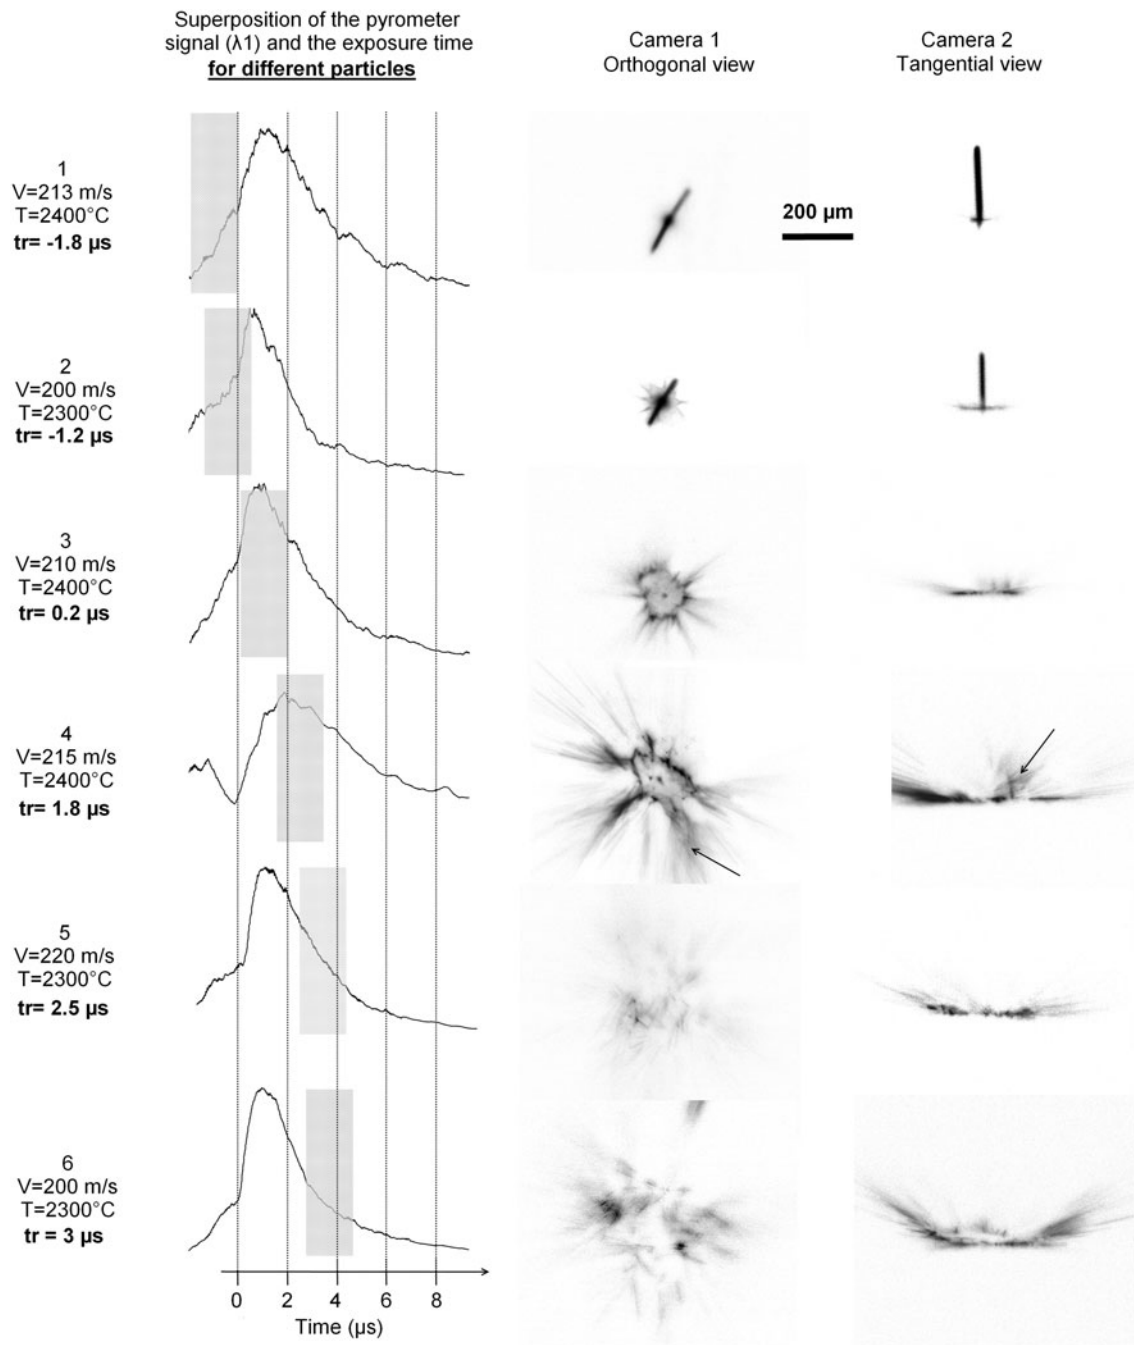 Superposition of the pyrometer
signal (λ1) and the exposure time
for different particles
Camera 1
Orthogonal view
Camera 2
Tangential view
1
V=213 m/s
T=2400°C
tr= -1.8 µs
200 µm
2
V=200 m/s
T=2300°C
tr= -1.2 µs
3
V=210 m/s
T=2400°C
tr= 0.2 µs
4
V=215 m/s
T=2400°C
tr= 1.8 µs
5
V=220 m/s
T=2300°C
tr= 2.5 µs
6
V=200 m/s
T=2300°C
tr = 3 µs
0 2 4 6 8
Time (µs)